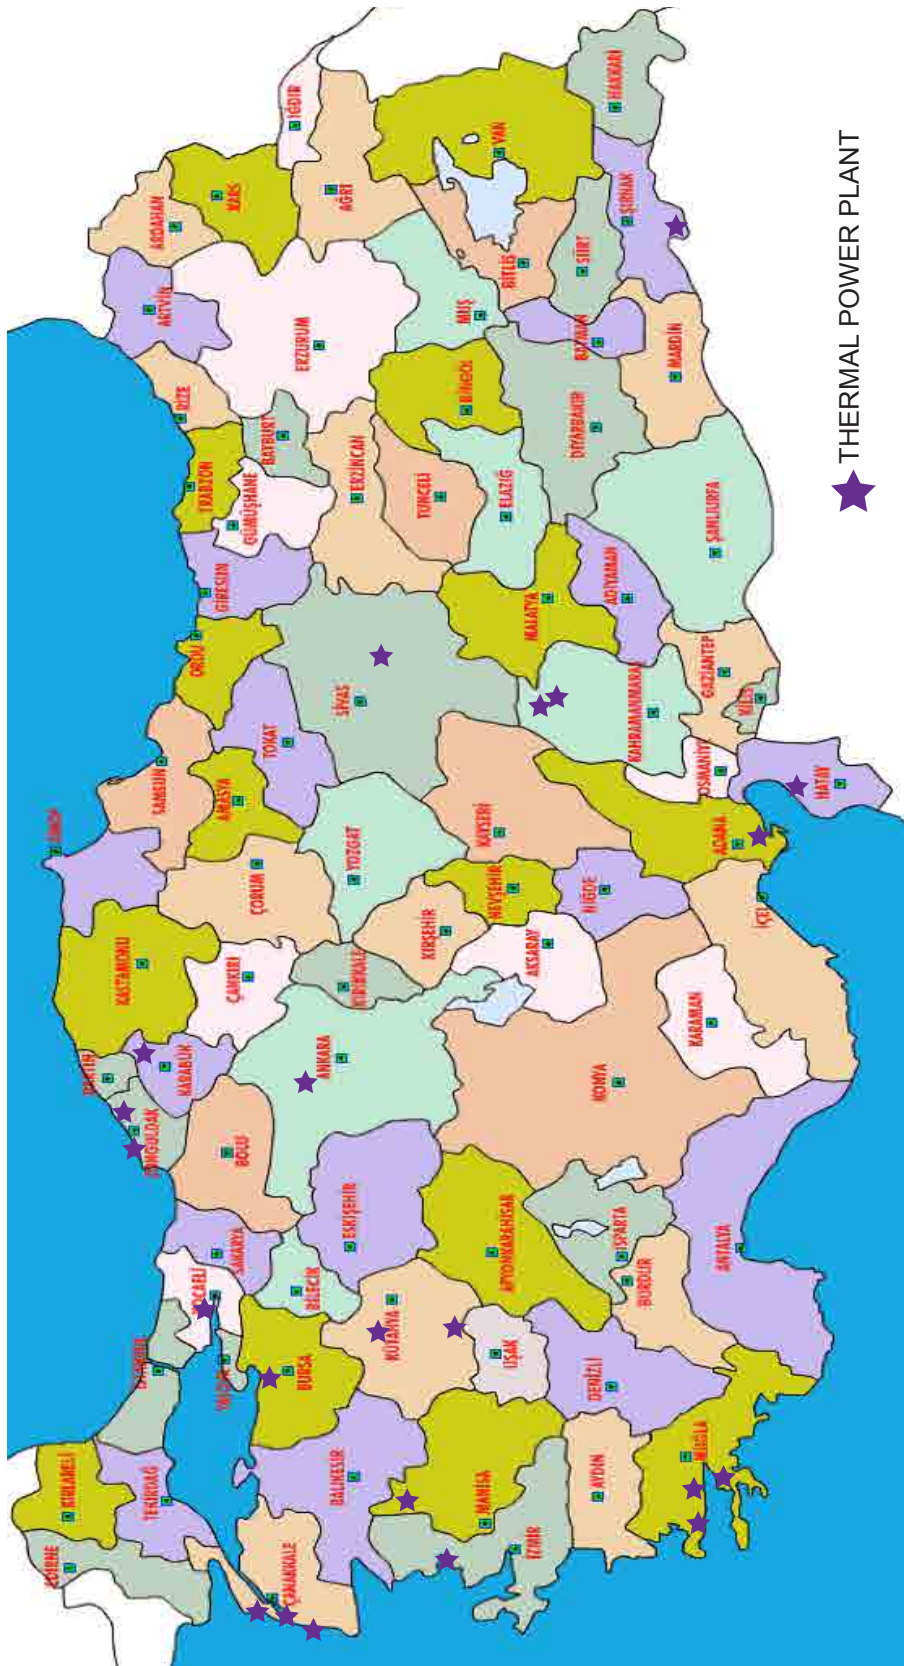 SİNOP
KASTAMONU
BARTIN
ZONGULDAK
KARABÜK
SAMSUN
ARTVİN
ARDAHAN
RİZE
TRABZON
ORDU
GİRESUN
GÜMÜŞHANE
BAYBURT
KARS
IĞDIR
AĞRI
ERZURUM
ERZİNCAN
EDİRNE
KIRLARELİ
TEKİRDAĞ
İSTANBUL
KOCAELİ
SAKARYA
BOLU
ÇANKIRI
ÇORUM
AMASYA
TOKAT
SİVAS
YOZGAT
KIRIKKALE
ANKARA
ESKİŞEHİR
BİLECİK
BURSA
ÇANAKKALE
BALIKESİR
KÜTAHYA
KIRŞEHİR
NEVŞEHİR
KAYSERİ
TUNCELİ
BİNGÖL
MUŞ
ELAZIĞ
BİTLİS
VAN
MANİSA
UŞAK
AFYONKARAHİSAR
AKSARAY
MALATYA
İZMİR
AYDIN
DENİZLİ
ISPARTA
BURDUR
KONYA
NİĞDE
KAHRAMANMARA
ADIYAMAN
DİYARBAKIR
BATMAN
SİİRT
ŞIRNAK
HAKKARİ
MUĞLA
ANTALYA
KARAMAN
İÇEL
ADANA
OSMANİY
GAZİANTEP
KİLİS
ŞANLIURFA
MARDİN
HATAY
THERMAL POWER PLANT